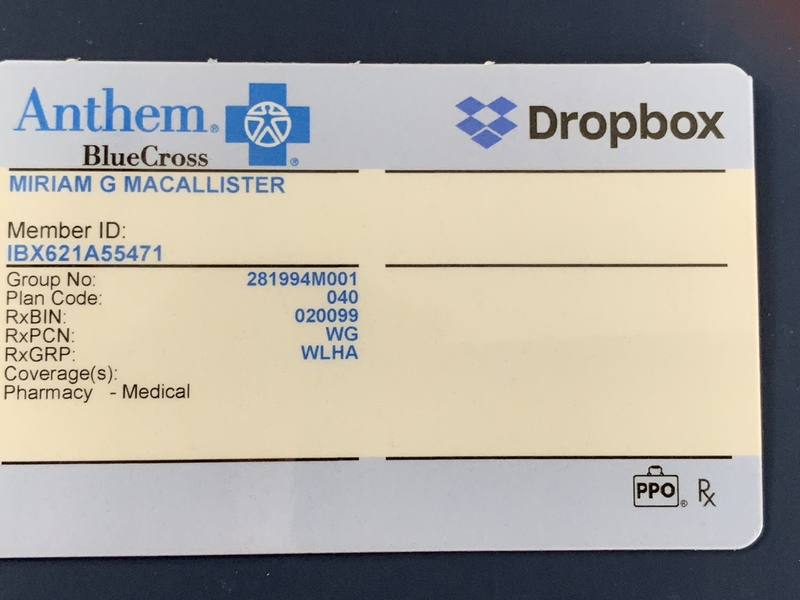 Anthem® ®
BlueCross
Dropbox
MIRIAM G MACALLISTER
Member ID:
IBX621A55471
Group No: 281994M001
Plan Code: 040
RxBIN: 020099
RxPCN: WG
RxGRP: WLHA
Coverage(s):
Pharmacy - Medical
PPO® Rx